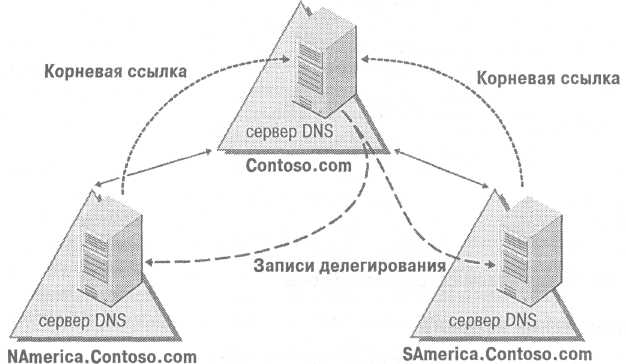 Корневая ссылка
Корневая ссылка
сервер DNS
Contoso.com
Записи делегирования
сервер DNS
сервер DNS
NAmerica.Contoso.com
SAmerica.Contoso.com